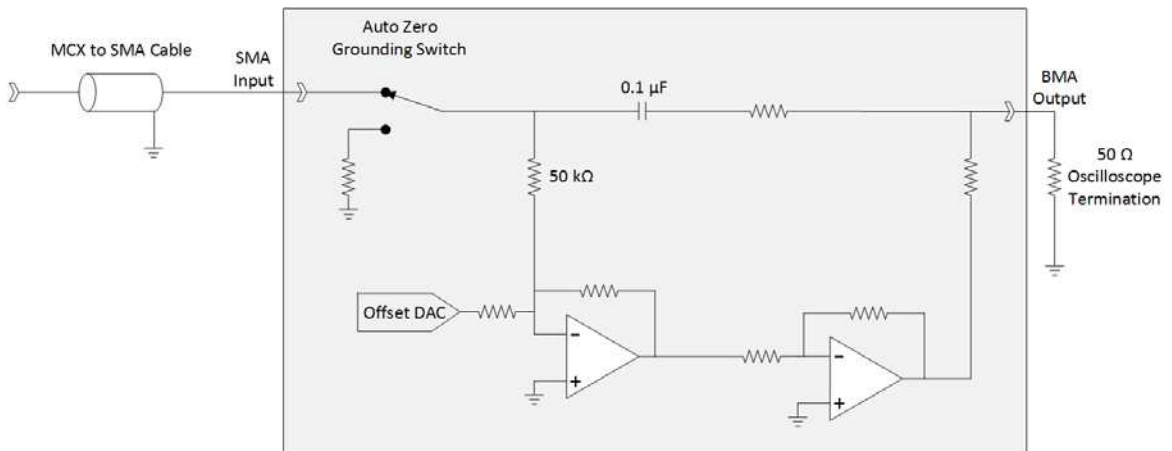 MCX to SMA Cable
SMA
Input
Auto Zero
Grounding Switch
0.1 µF
BMA
Output
50 kΩ
50 Ω
Oscilloscope
Termination
Offset DAC
−
+
−
+